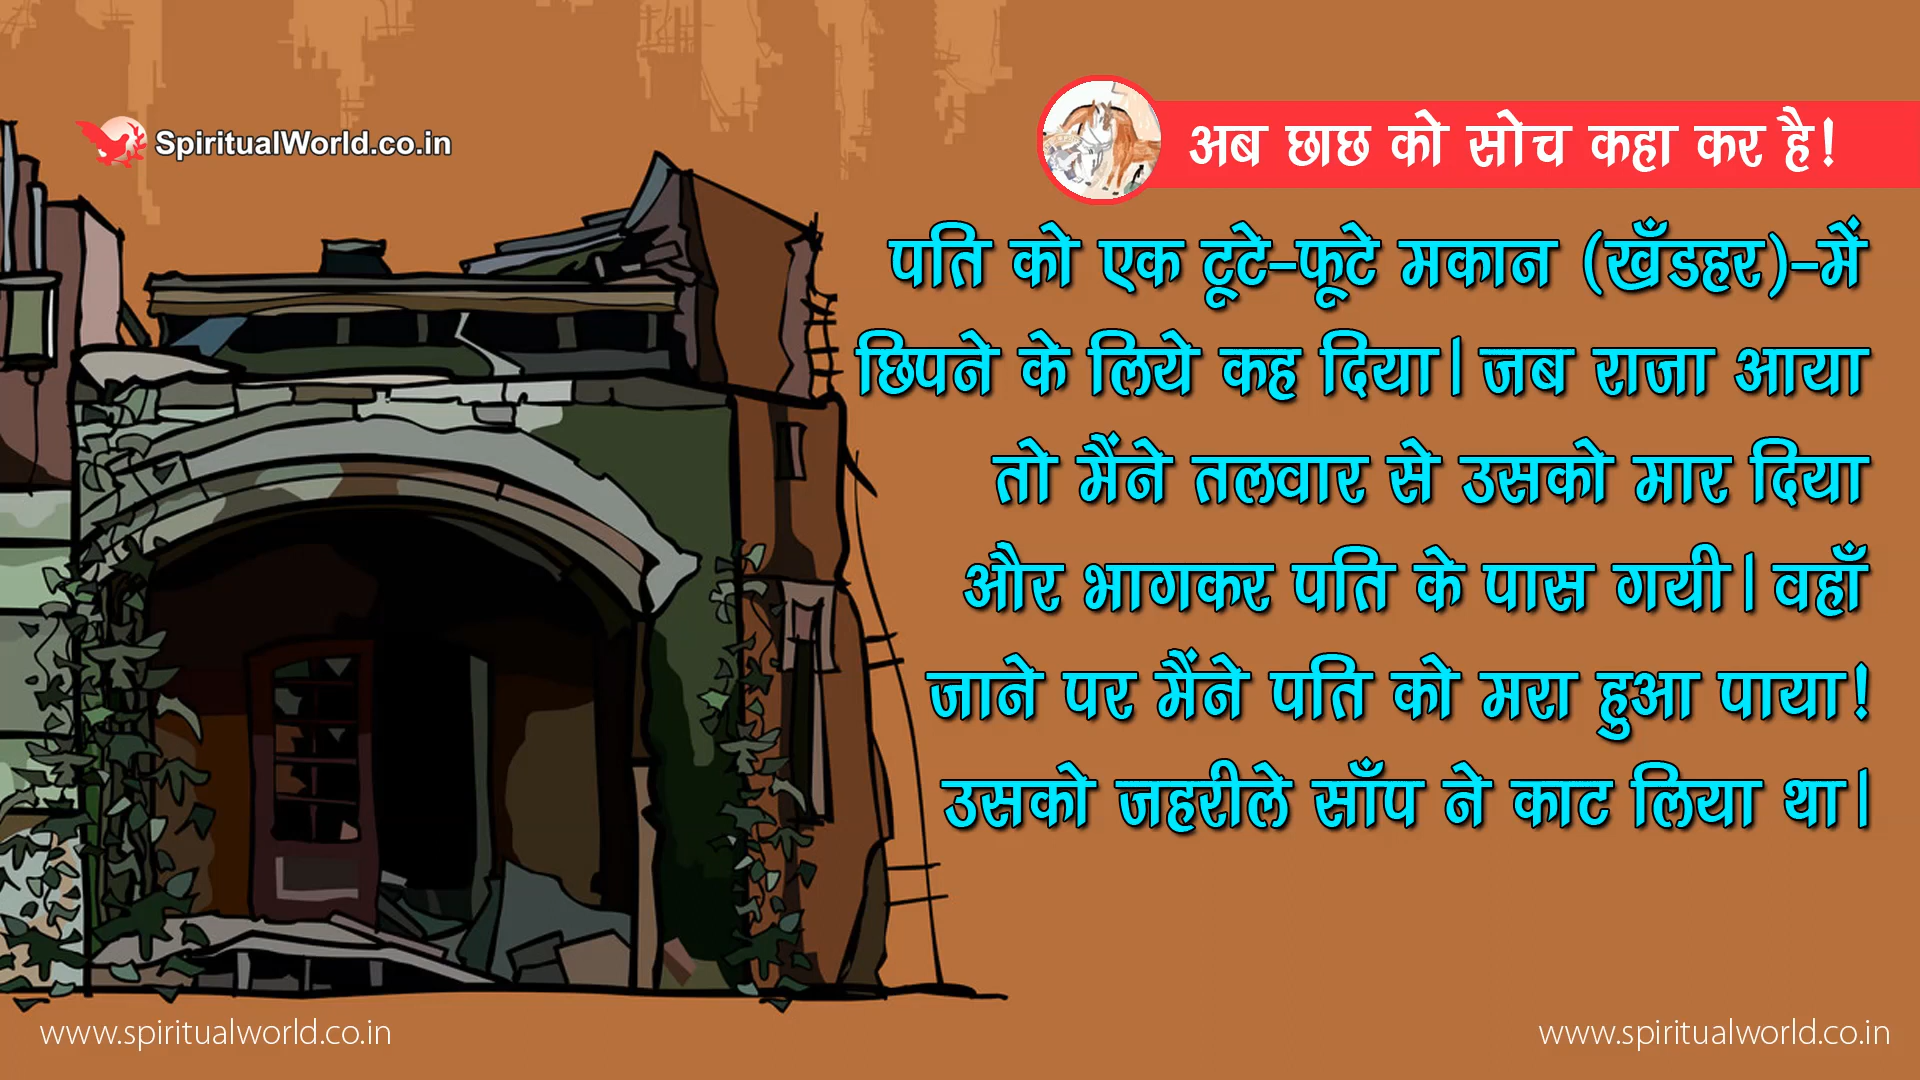 SpiritualWorld.co.in
अब छाछ को सोच कहा कर है!
पति को एक टूटे-फूटे मकान (खँडहर)-में
छिपने के लिये कह दिया। जब राजा आया
तो मैंने तलवार से उसको मार दिया
और भागकर पति के पास गयी। वहाँ
जाने पर मैंने पति को मरा हुआ पाया!
उसको जहरीले साँप ने काट लिया था।
www.spiritualworld.co.in
www.spiritualworld.co.in